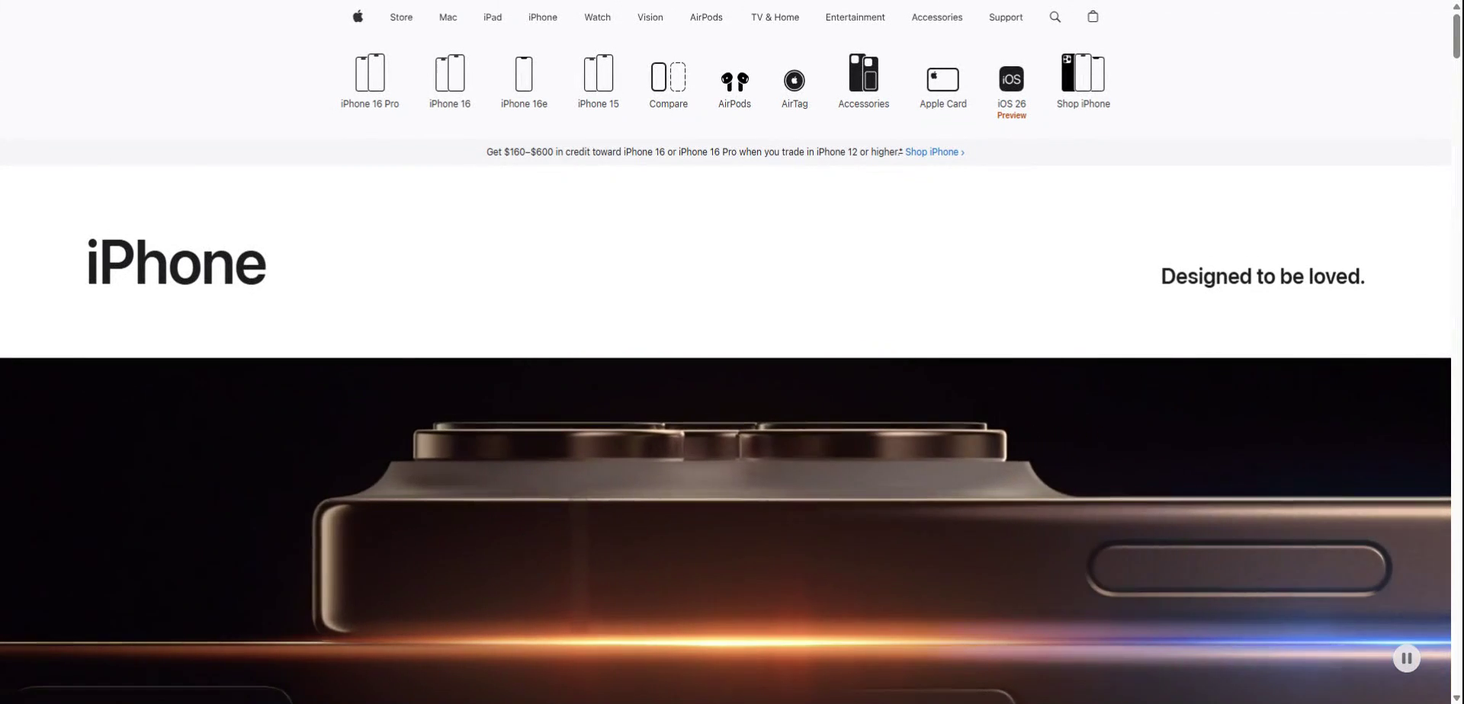 Store Mac iPad iPhone Watch Vision AirPods TV & Home Entertainment Accessories Support
iPhone 16 Pro iPhone 16 iPhone 16e iPhone 15 Compare AirPods AirTag Accessories Apple Card iOS iOS 26 Shop iPhone
Preview
Get $160–$600 in credit toward iPhone 16 or iPhone 16 Pro when you trade in iPhone 12 or higher.* Shop iPhone ›
iPhone
Designed to be loved.